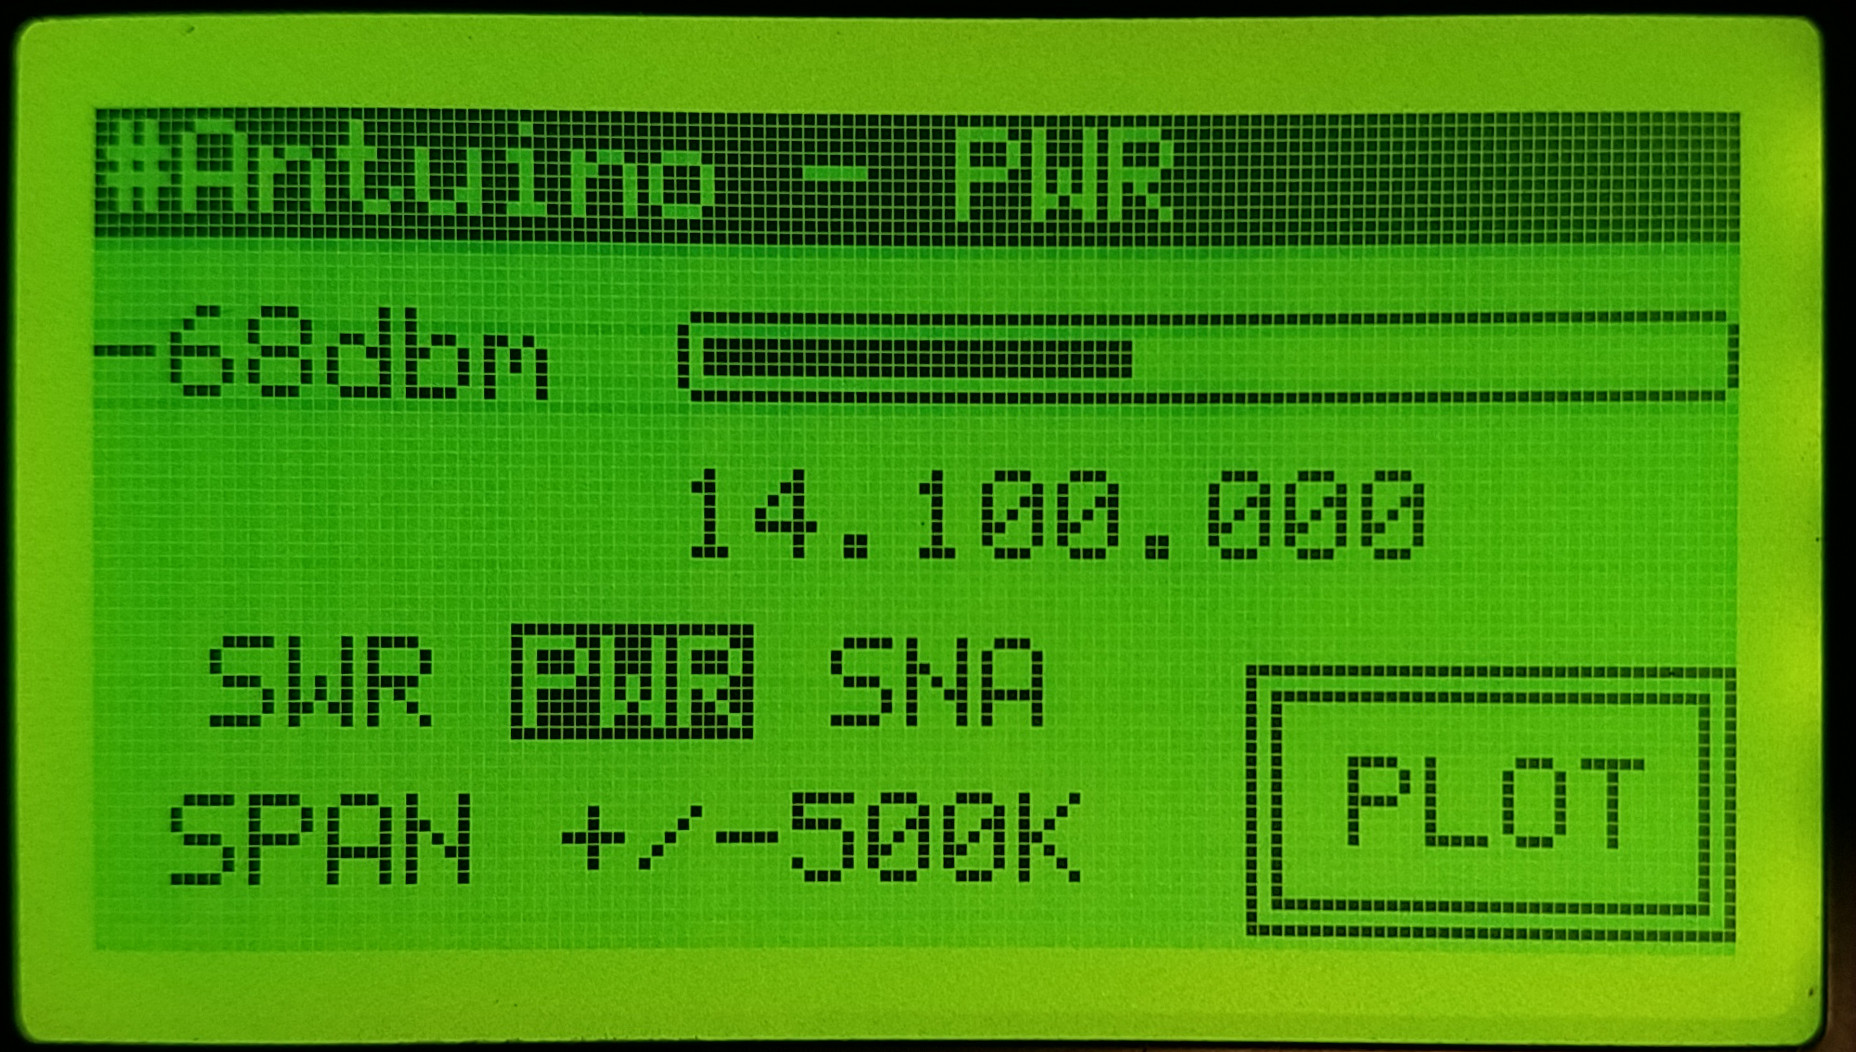 #Antuino - PWR
-68dbm
14.100.000
SWR PWR SNA
SPAN +/-500K
PLOT